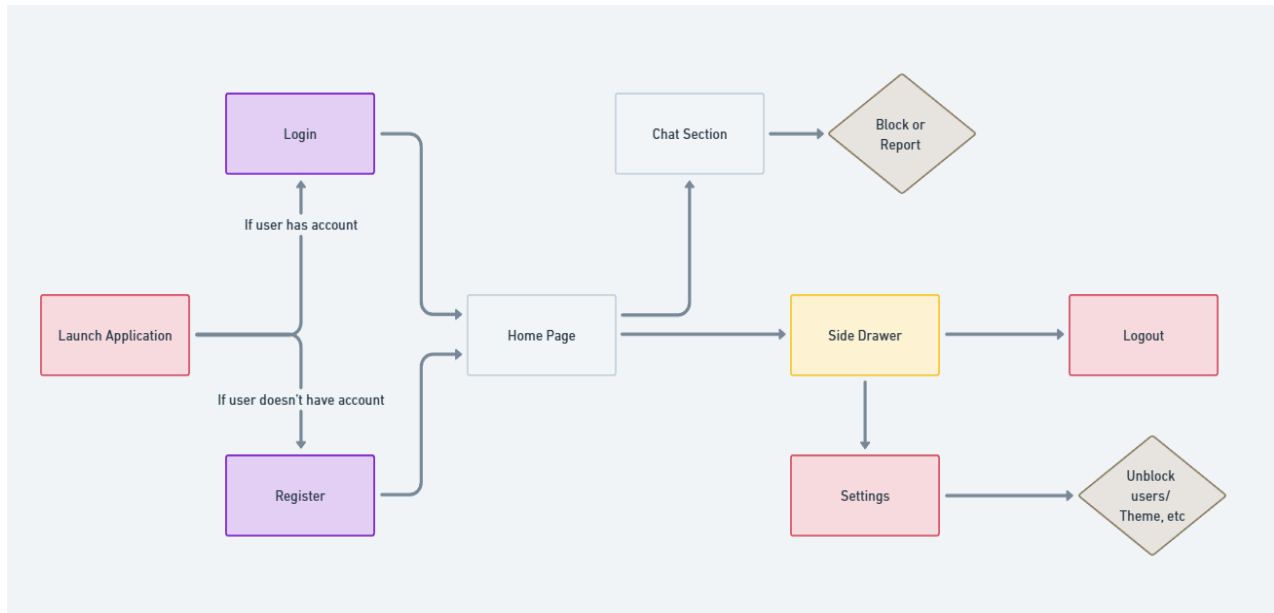 Login
If user has account
Launch Application
If user doesn't have account
Register
Home Page
Chat Section
Block or
Report
Side Drawer
Logout
Settings
Unblock
users/
Theme, etc